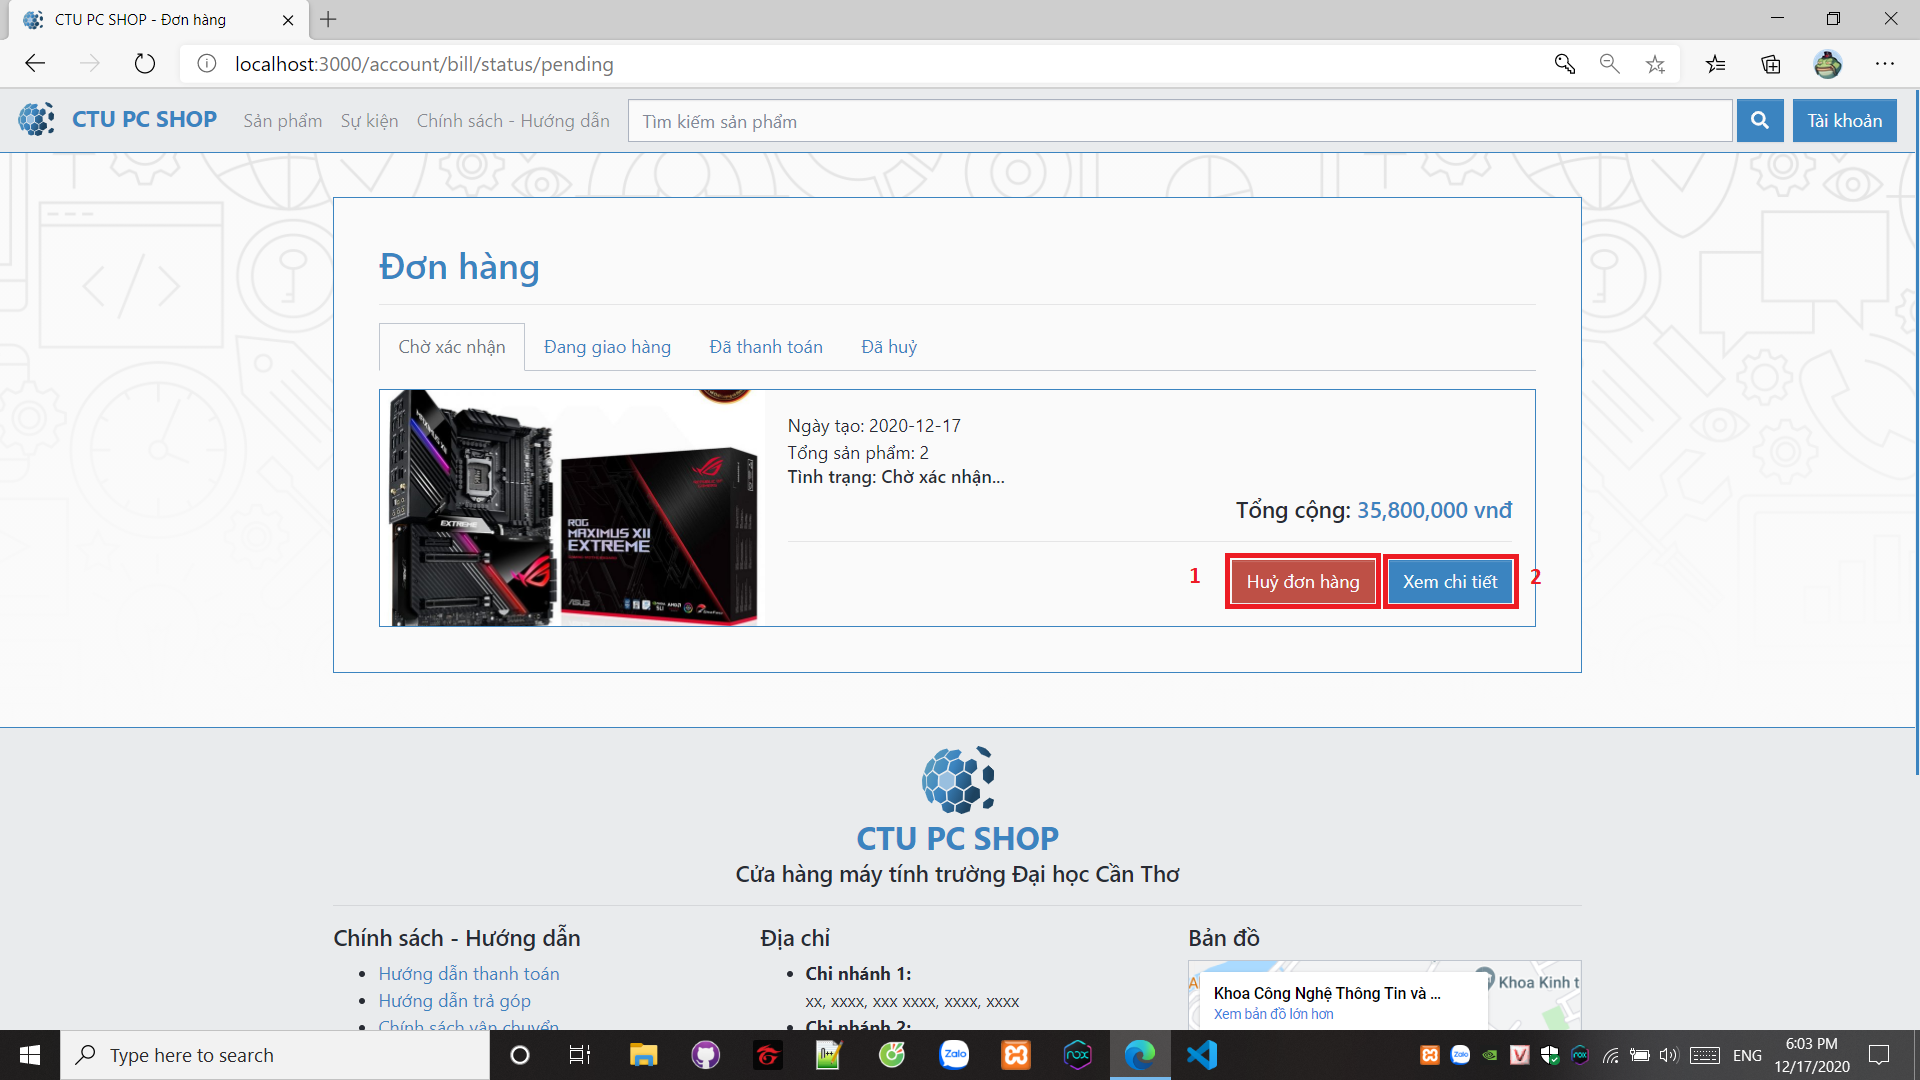 CTU PC SHOP - Đơn hàng
localhost:3000/account/bill/status/pending
CTU PC SHOP
Sản phẩm
Sự kiện
Chính sách - Hướng dẫn
Tìm kiếm sản phẩm
Tài khoản
Đơn hàng
Chờ xác nhận
Đang giao hàng
Đã thanh toán
Đã huỷ
EXTREME
ROG
MAXIMUS XII
EXTREME
ASUS
Ngày tạo: 2020-12-17
Tổng sản phẩm: 2
Tình trạng: Chờ xác nhận...
Tổng cộng: 35,800,000 vnđ
1
Huỷ đơn hàng
Xem chi tiết
2
CTU PC SHOP
Cửa hàng máy tính trường Đại học Cần Thơ
Chính sách - Hướng dẫn
Hướng dẫn thanh toán
Hướng dẫn trả góp
Chính sách vận chuyển
Địa chỉ
Chi nhánh 1:
xx, xxxx, xxx xxxx, xxxx, xxxx
Chi nhánh 2:
Bản đồ
Khoa Công Nghệ Thông Tin và ...
Xem bản đồ lớn hơn
Khoa Kinh t
Type here to search
Zalo
nox
ENG
6:03 PM
12/17/2020